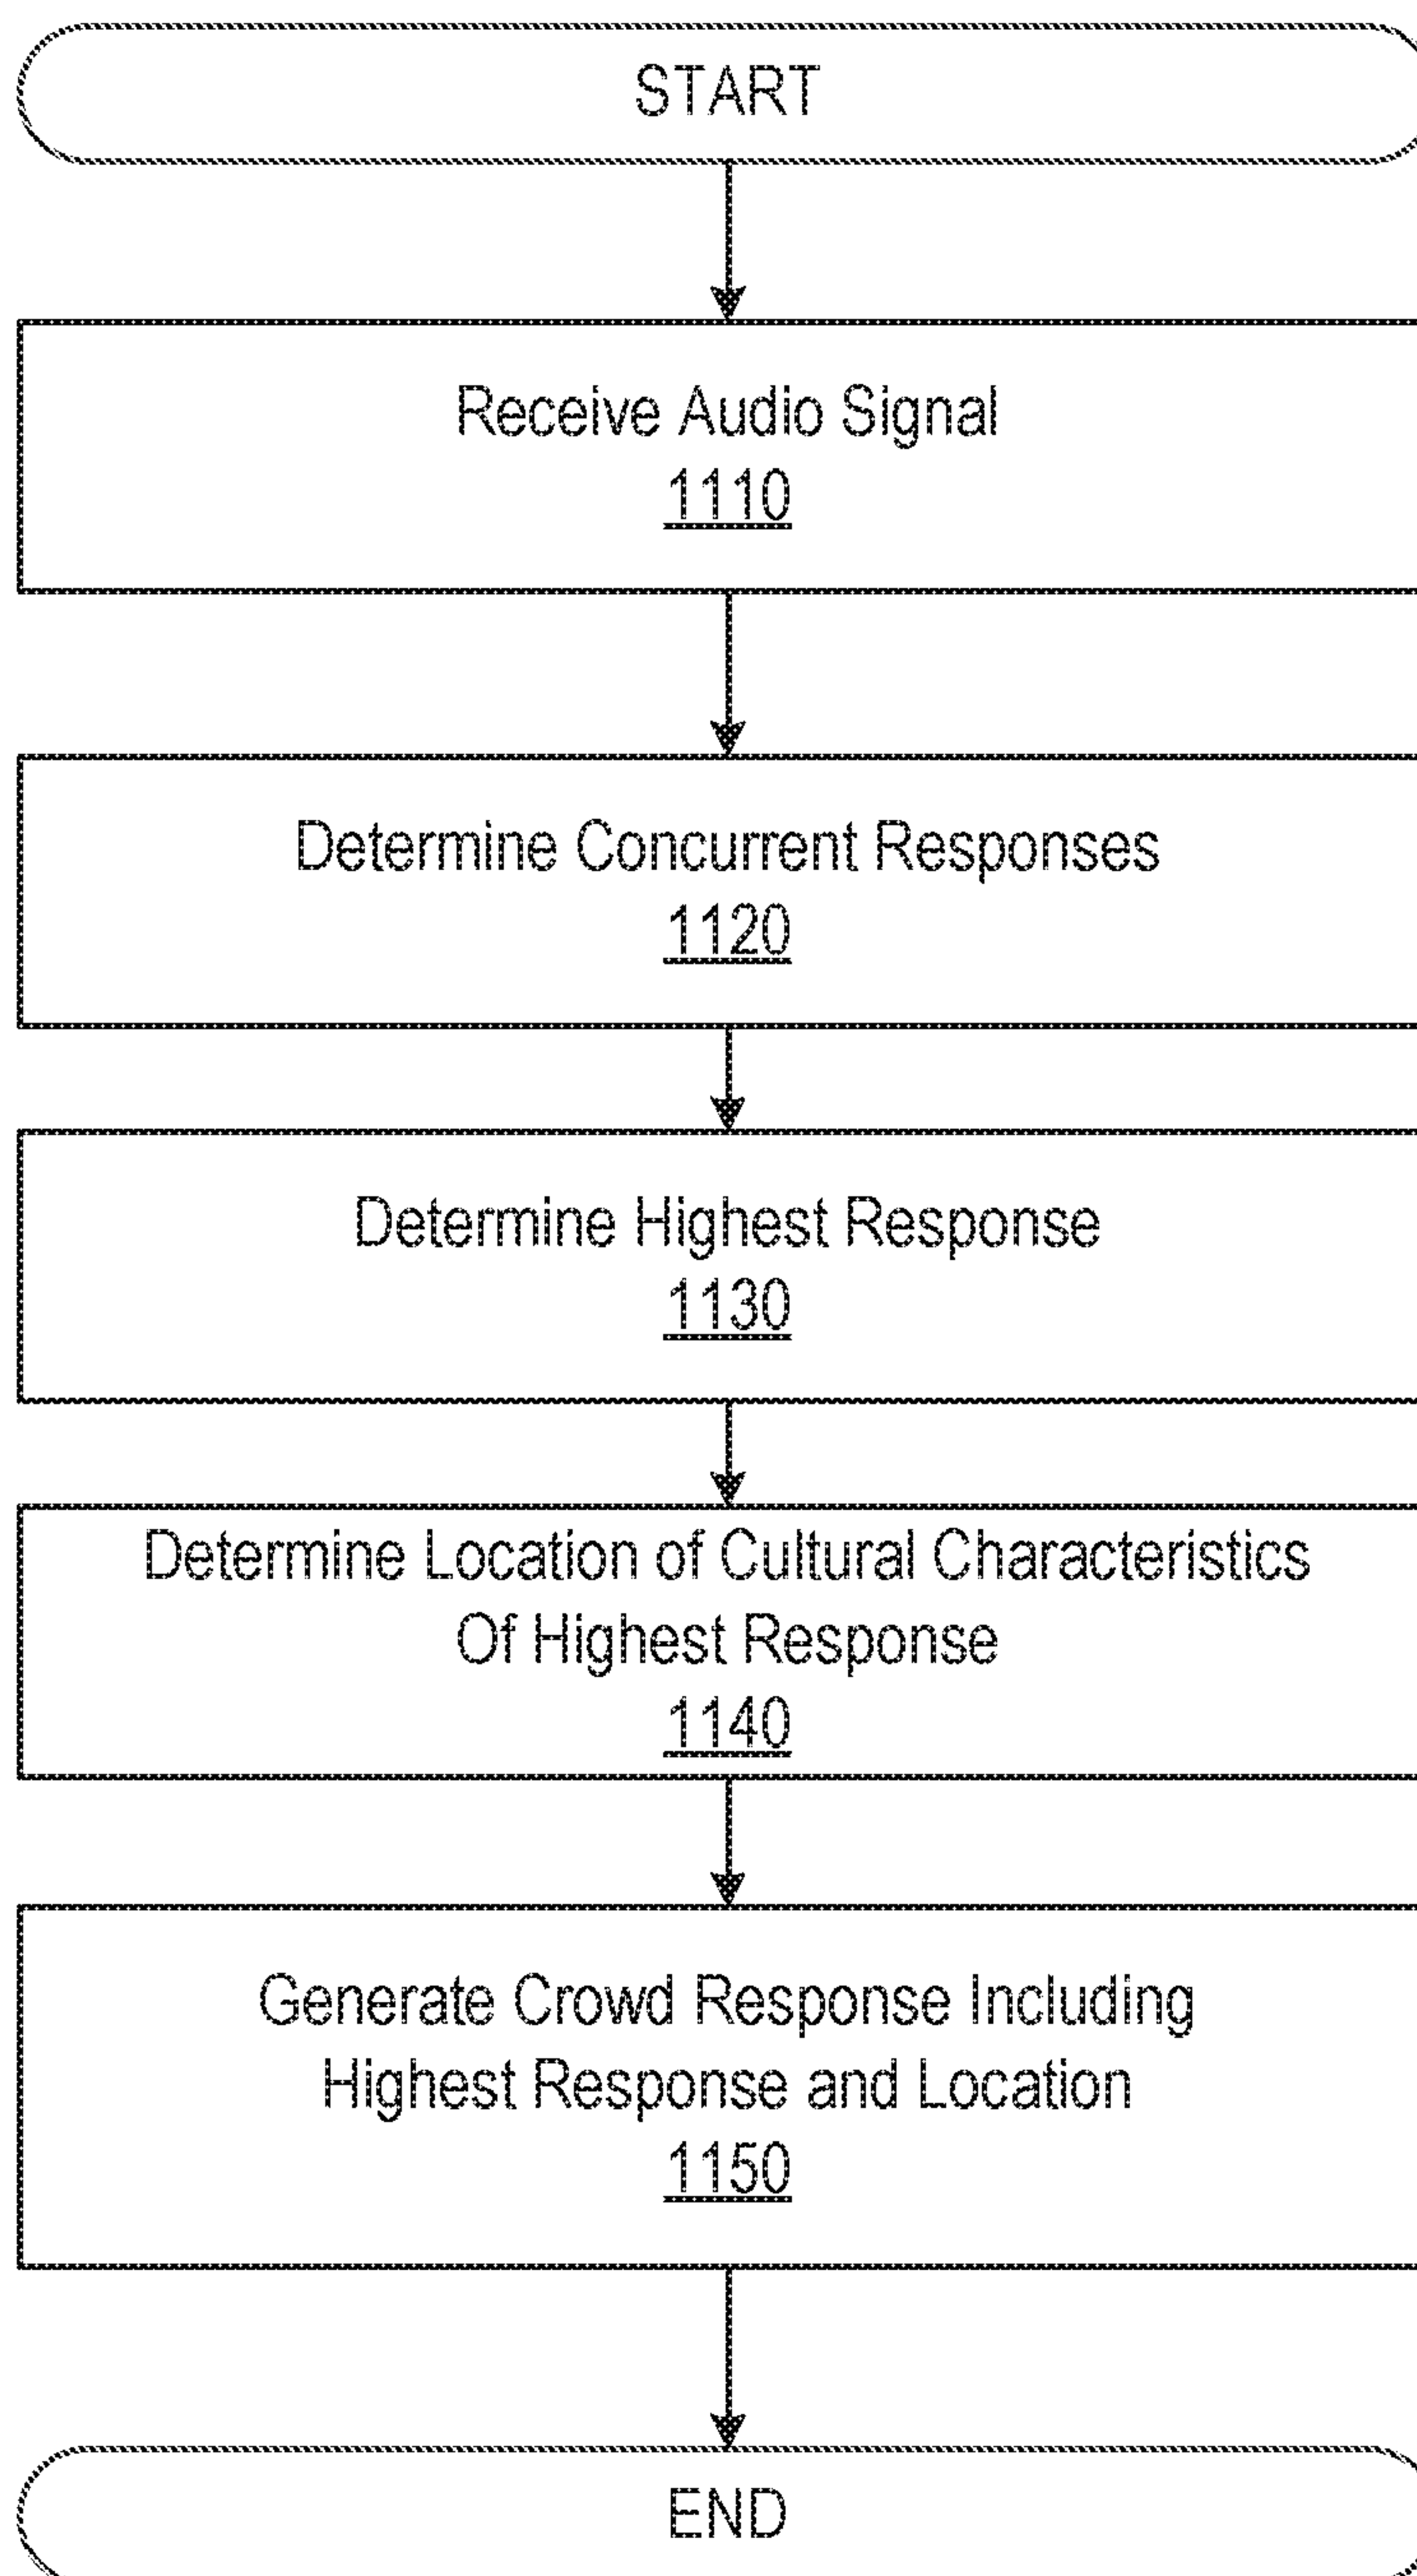 START
Receive Audio Signal
1110
Determine Concurrent Responses
1120
Determine Highest Response
1130
Determine Location of Cultural Characteristics
Of Highest Response
1140
Generate Crowd Response Including
Highest Response and Location
1150
END